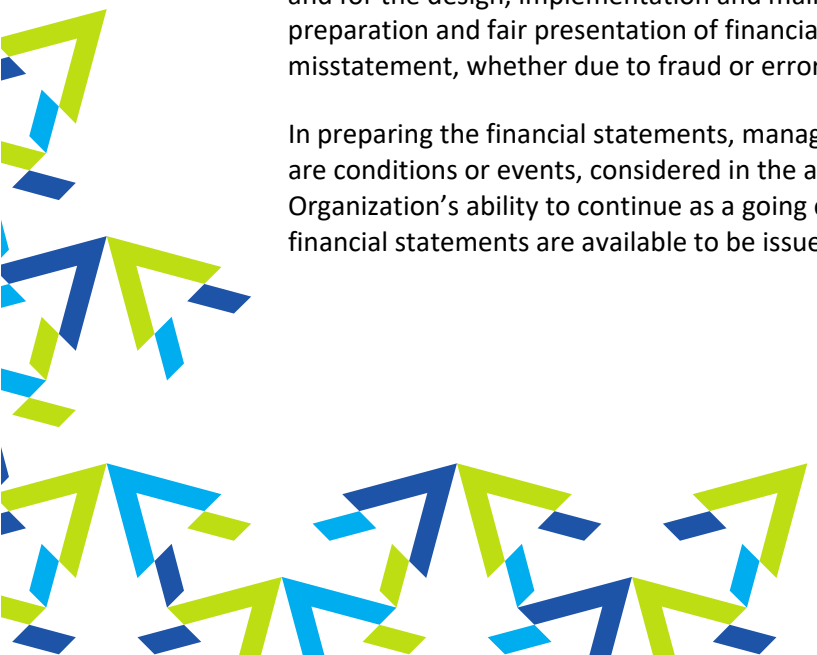 and for the design, implementation and
preparation and fair presentation of financia
misstatement, whether due to fraud or error
In preparing the financial statements, manag
are conditions or events, considered in the a
Organization’s ability to continue as a going
financial statements are available to be issue